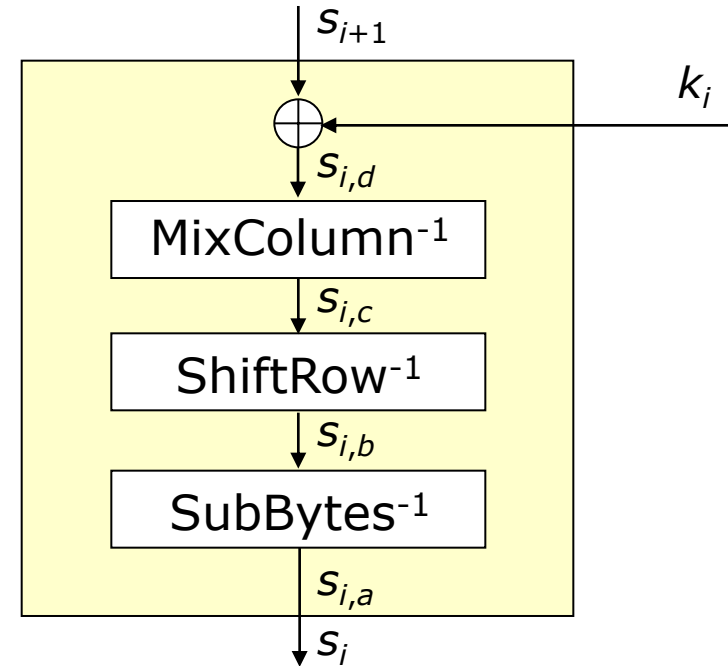 s_{i+1}
k_i
s_{i,d}
MixColumn^{-1}
s_{i,c}
ShiftRow^{-1}
s_{i,b}
SubBytes^{-1}
s_{i,a}
s_i